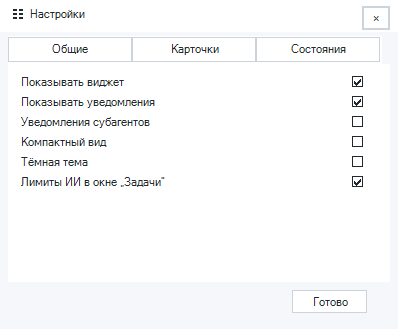 Настройки
×
Общие Карточки Состояния
Показывать виджет
Показывать уведомления
Уведомления субагентов
Компактный вид
Тёмная тема
Лимиты ИИ в окне „Задачи“
Готово